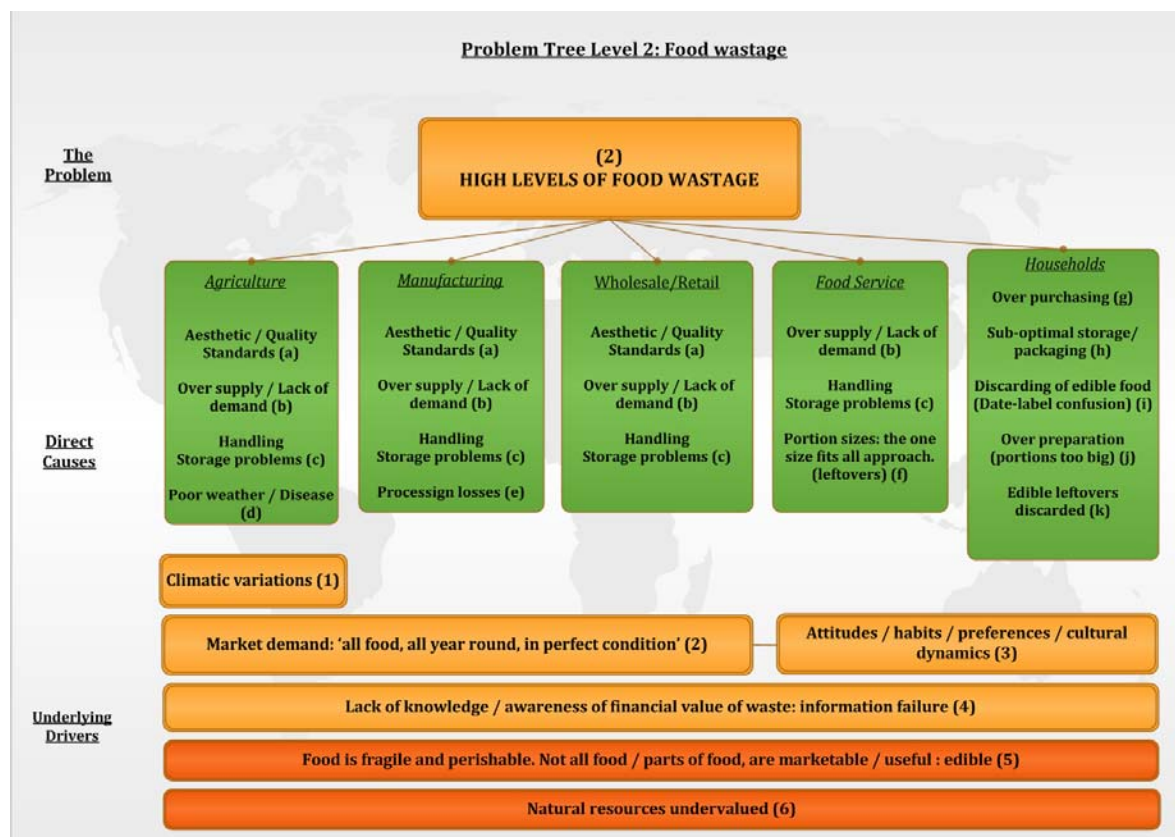 Problem Tree Level 2: Food wastage
The
Problem
(2)
HIGH LEVELS OF FOOD WASTAGE
Direct
Causes
Agriculture
Aesthetic / Quality
Standards (a)
Over supply / Lack of
demand (b)
Handling
Storage problems (c)
Poor weather / Disease
(d)
Manufacturing
Aesthetic / Quality
Standards (a)
Over supply / Lack of
demand (b)
Handling
Storage problems (c)
Processign losses (e)
Wholesale/Retail
Aesthetic / Quality
Standards (a)
Over supply / Lack of
demand (b)
Handling
Storage problems (c)
Food Service
Over supply / Lack of
demand (b)
Handling
Storage problems (c)
Portion sizes: the one
size fits all approach.
(leftovers) (f)
Households
Over purchasing (g)
Sub-optimal storage/
packaging (h)
Discarding of edible food
(Date-label confusion) (i)
Over preparation
(portions too big) (j)
Edible leftovers
discarded (k)
Underlying
Drivers
Climatic variations (1)
Market demand: ‘all food, all year round, in perfect condition’ (2)
Attitudes / habits / preferences / cultural
dynamics (3)
Lack of knowledge / awareness of financial value of waste: information failure (4)
Food is fragile and perishable. Not all food / parts of food, are marketable / useful : edible (5)
Natural resources undervalued (6)